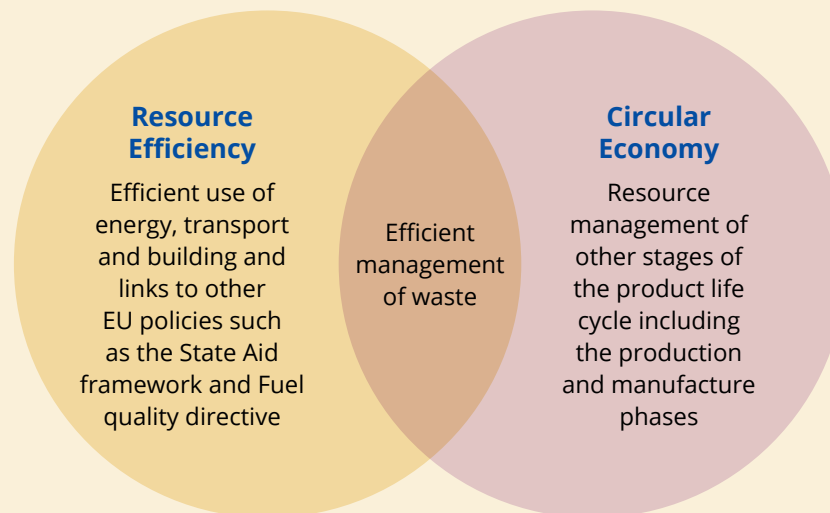 Resource
Efficiency
Efficient use of
energy, transport
and building and
links to other
EU policies such
as the State Aid
framework and Fuel
quality directive
Efficient
management
of waste
Circular
Economy
Resource
management of
other stages of
the product life
cycle including
the production
and manufacture
phases